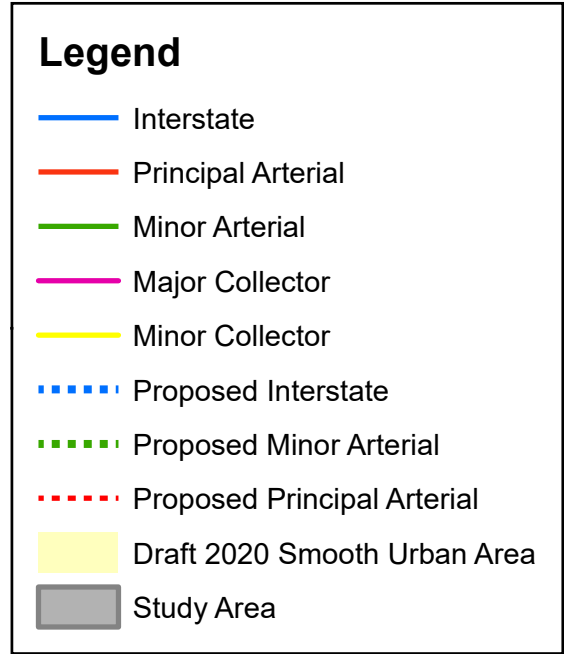 Legend
Interstate
Principal Arterial
Minor Arterial
Major Collector
Minor Collector
Proposed Interstate
Proposed Minor Arterial
Proposed Principal Arterial
Draft 2020 Smooth Urban Area
Study Area